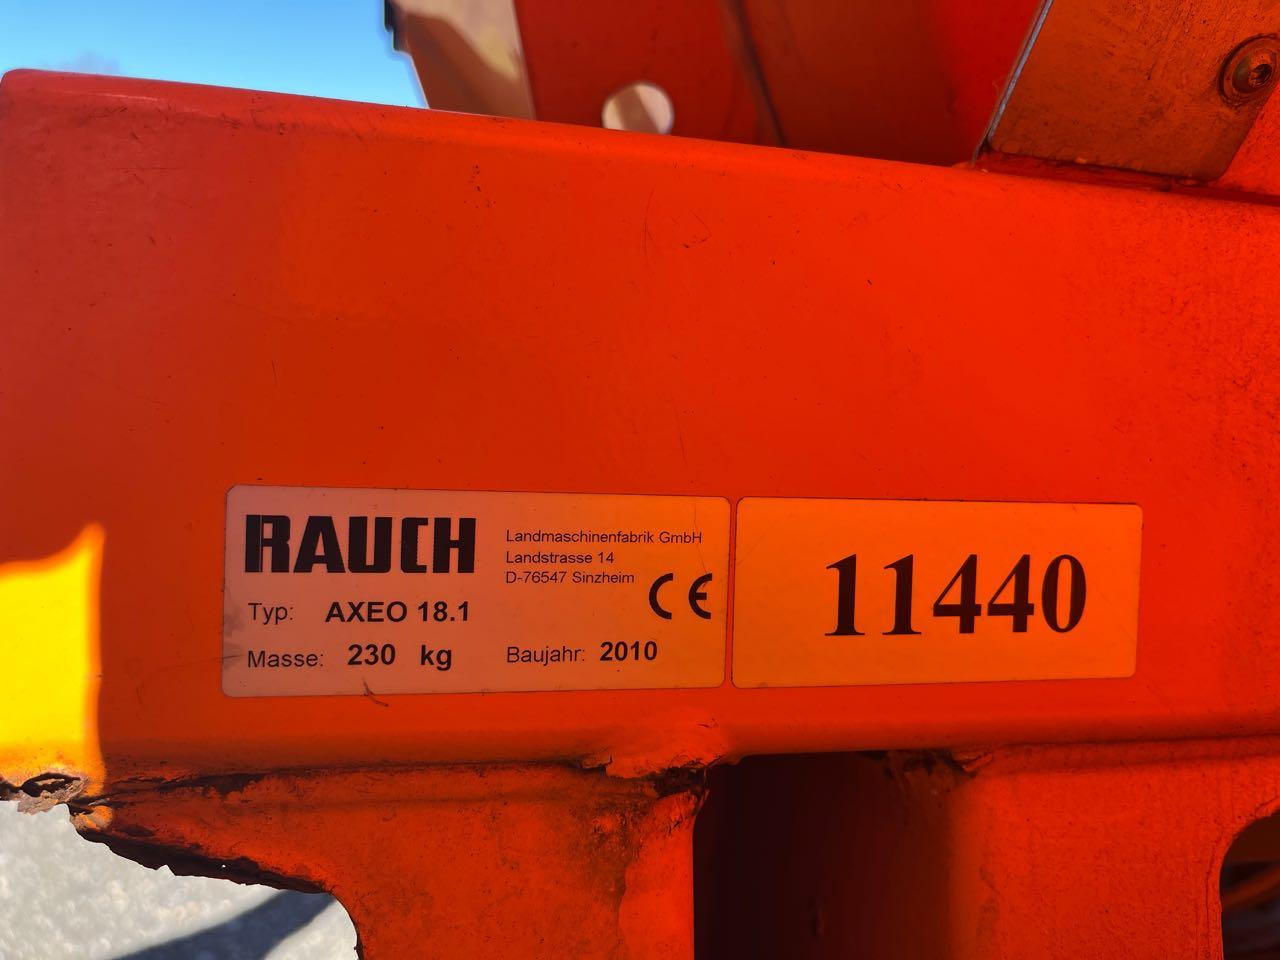 RAUCH
Landmaschinenfabrik GmbH
Landstrasse 14
D-76547 Sinzheim
CE
Typ: AXEO 18.1
Masse: 230 kg
Baujahr: 2010
11440